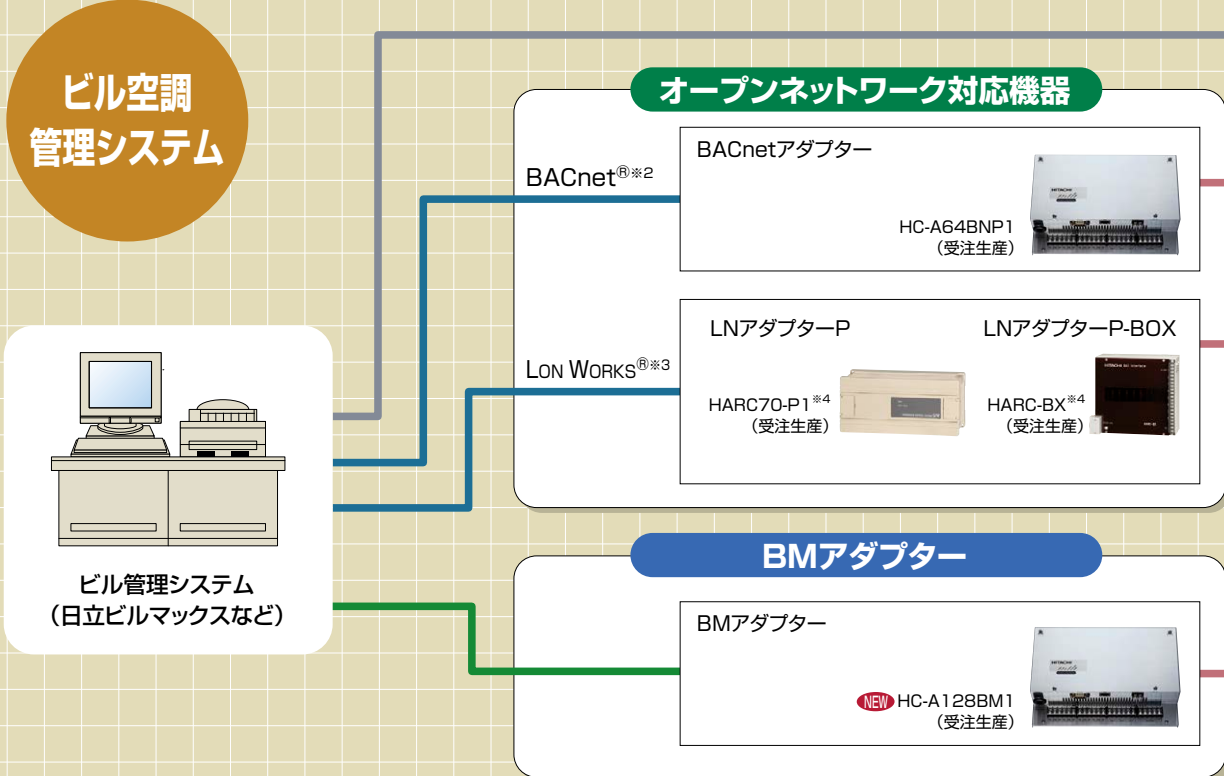 ビル空調
管理システム
オープンネットワーク対応機器
BACnet®※2
BACnetアダプター
HC-A64BNP1
(受注生産)
LON WORKS®※3
LNアダプターP
HARC70-P1※4
(受注生産)
LNアダプターP-BOX
HARC-BX※4
(受注生産)
ビル管理システム
(日立ビルマックスなど)
BMアダプター
BMアダプター
NEW HC-A128BM1
(受注生産)
HITACHI
HITACHI